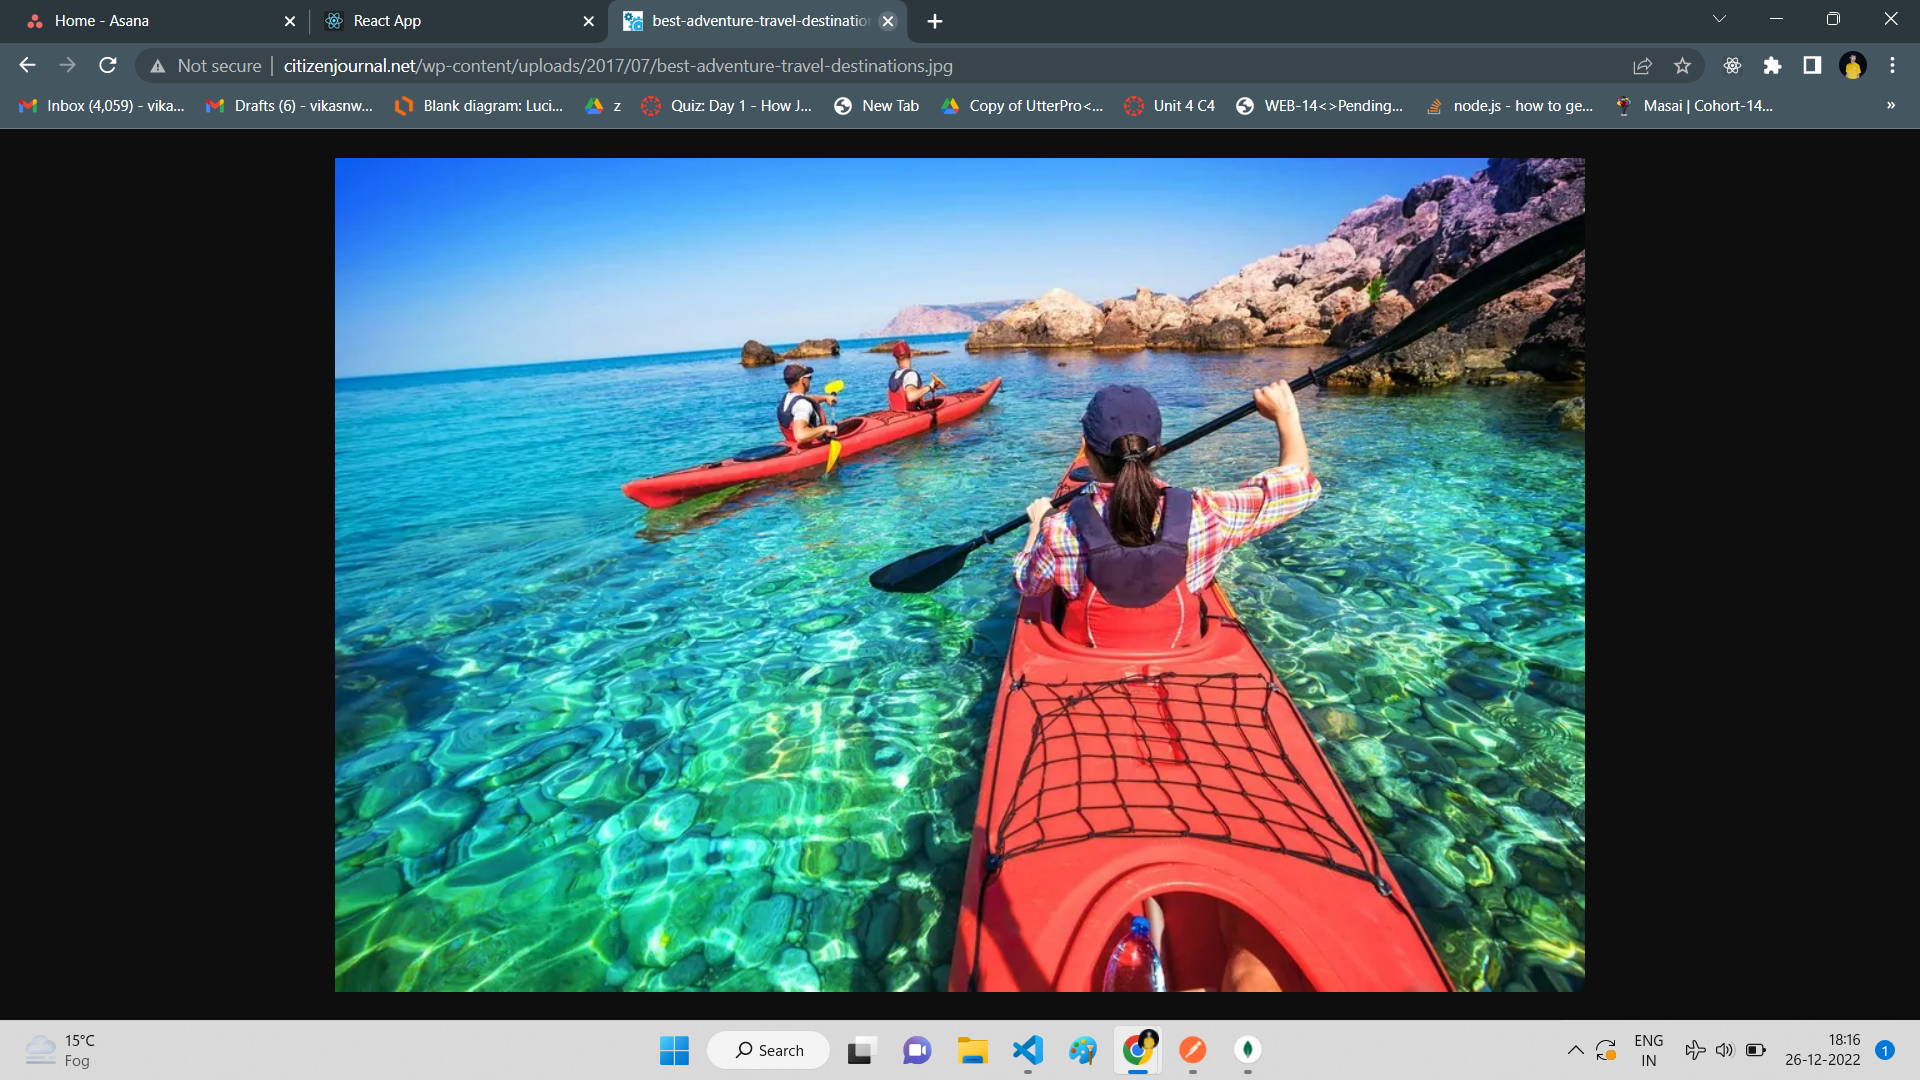 Home - Asana
React App
best-adventure-travel-destinatio
Not secure
citizenjournal.net/wp-content/uploads/2017/07/best-adventure-travel-destinations.jpg
Inbox (4,059) - vika...
Drafts (6) - vikasnw...
Blank diagram: Luci...
z
Quiz: Day 1 - How J...
New Tab
Copy of UtterPro<...
Unit 4 C4
WEB-14<>Pending...
node.js - how to ge...
Masai | Cohort-14...
»
15°C
Fog
Search
ENG
IN
18:16
26-12-2022
1